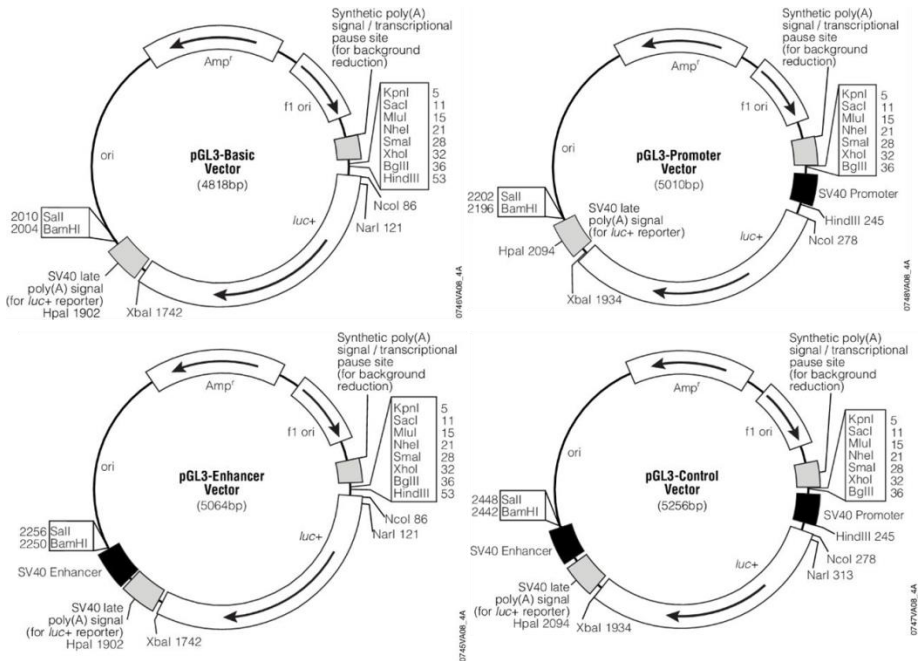 Synthetic poly(A)
signal / transcriptional
pause site
(for background
reduction)
Ampʳ
f1 ori
KpnI 5
SacI 11
MluI 15
NheI 21
SmaI 28
XhoI 32
BglII 36
HindIII 53
ori
pGL3-Basic
Vector
(4818bp)
NcoI 86
NarI 121
2010 SalI
2004 BamHI
luc+
SV40 late
poly(A) signal
(for luc+ reporter)
HpaI 1902
XbaI 1742
0746VA08_4A
Synthetic poly(A)
signal / transcriptional
pause site
(for background
reduction)
Ampʳ
f1 ori
KpnI 5
SacI 11
MluI 15
NheI 21
SmaI 28
XhoI 32
BglII 36
ori
pGL3-Promoter
Vector
(5010bp)
SV40 Promoter
2202 SalI
2196 BamHI
SV40 late
poly(A) signal
(for luc+ reporter)
luc+
HindIII 245
NcoI 278
HpaI 2094
XbaI 1934
0748VA08_4A
Synthetic poly(A)
signal / transcriptional
pause site
(for background
reduction)
Ampʳ
f1 ori
KpnI 5
SacI 11
MluI 15
NheI 21
SmaI 28
XhoI 32
BglII 36
HindIII 53
ori
pGL3-Enhancer
Vector
(5064bp)
NcoI 86
NarI 121
2256 SalI
2250 BamHI
luc+
SV40 Enhancer
SV40 late
poly(A) signal
(for luc+ reporter)
HpaI 1902
XbaI 1742
0745VA08_4A
Synthetic poly(A)
signal / transcriptional
pause site
(for background
reduction)
Ampʳ
f1 ori
KpnI 5
SacI 11
MluI 15
NheI 21
SmaI 28
XhoI 32
BglII 36
ori
pGL3-Control
Vector
(5256bp)
SV40 Promoter
2448 SalI
2442 BamHI
HindIII 245
SV40 Enhancer
luc+
NcoI 278
NarI 313
SV40 late
poly(A) signal
(for luc+ reporter)
HpaI 2094
XbaI 1934
0747VA08_4A